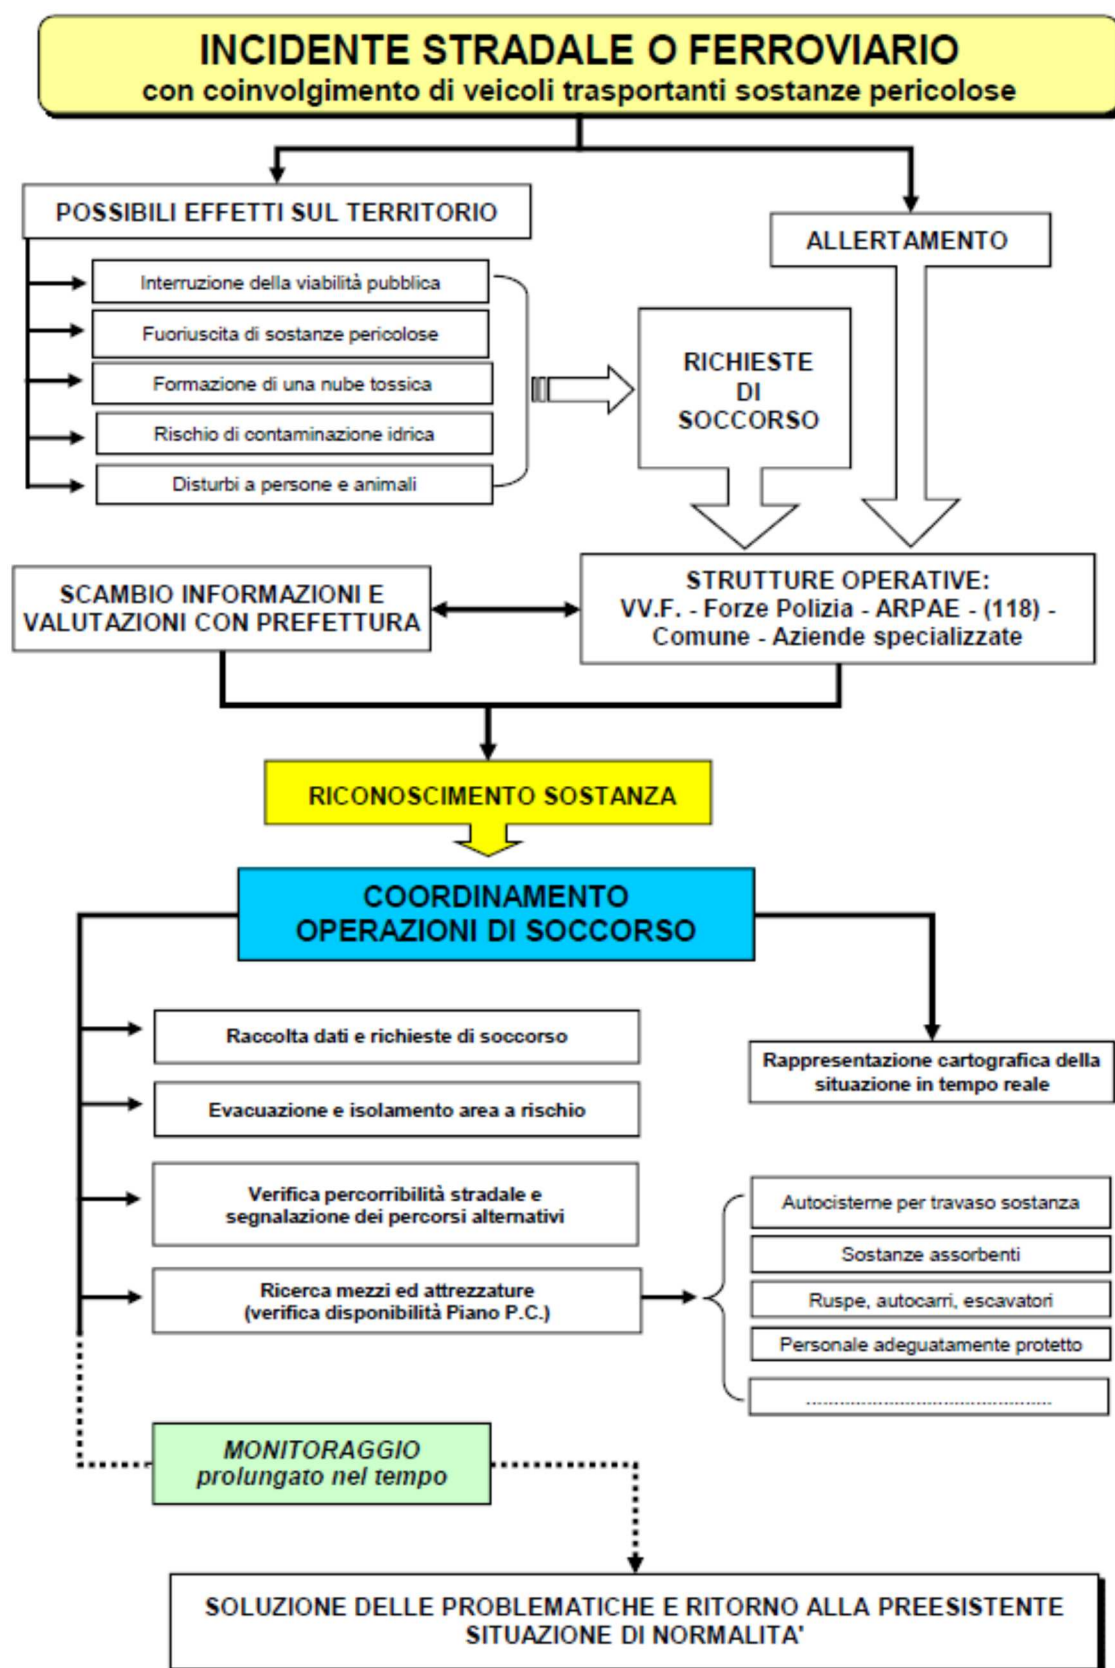 INCIDENTE STRADALE O FERROVIARIO
con coinvolgimento di veicoli trasportanti sostanze pericolose
POSSIBILI EFFETTI SUL TERRITORIO
ALLERTAMENTO
Interruzione della viabilità pubblica
Fuoriuscita di sostanze pericolose
Formazione di una nube tossica
Rischio di contaminazione idrica
Disturbi a persone e animali
RICHIESTE
DI
SOCCORSO
SCAMBIO INFORMAZIONI E
VALUTAZIONI CON PREFETTURA
STRUTTURE OPERATIVE:
VV.F. - Forze Polizia - ARPAE - (118) -
Comune - Aziende specializzate
RICONOSCIMENTO SOSTANZA
COORDINAMENTO
OPERAZIONI DI SOCCORSO
Raccolta dati e richieste di soccorso
Evacuazione e isolamento area a rischio
Verifica percorribilità stradale e
segnalazione dei percorsi alternativi
Ricerca mezzi ed attrezzature
(verifica disponibilità Piano P.C.)
Rappresentazione cartografica della
situazione in tempo reale
Autocisterne per travaso sostanza
Sostanze assorbenti
Ruspe, autocarri, escavatori
Personale adeguatamente protetto
..................................................
MONITORAGGIO
prolungato nel tempo
SOLUZIONE DELLE PROBLEMATICHE E RITORNO ALLA PREESISTENTE
SITUAZIONE DI NORMALITA'